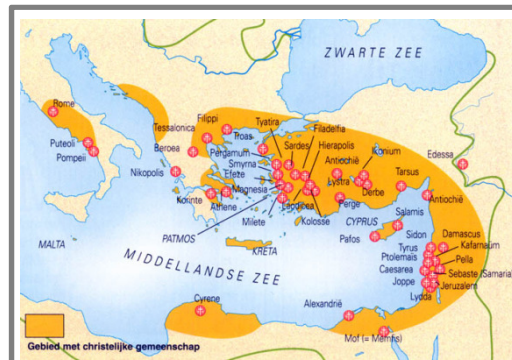 ZWARTE ZEE
Rome
Puteoli
Pompeii
Tessalonica
Filippi
Beroea
Troas
Nikopolis
Pergamum
Smyrna
Efeze
Korinte
Athene
Magnesia
Milete
PATMOS
Tyatira
Sardes
Filadelfia
Hierapolis
Laodicea
Kolosse
Antiochië
Ikonium
Lystra
Derbe
Perge
Tarsus
Edessa
Antiochië
CYPRUS
Salamis
Pafos
Sidon
Damascus
Tyrus
Kafarnaüm
Ptolemaïs
Pella
Caesarea
Sebaste (Samaria)
Joppe
Jeruzalem
Lydda
MALTA
KRETA
MIDDELLANDSE ZEE
Cyrene
Alexandrië
Mof (= Memfis)
Gebied met christelijke gemeenschap